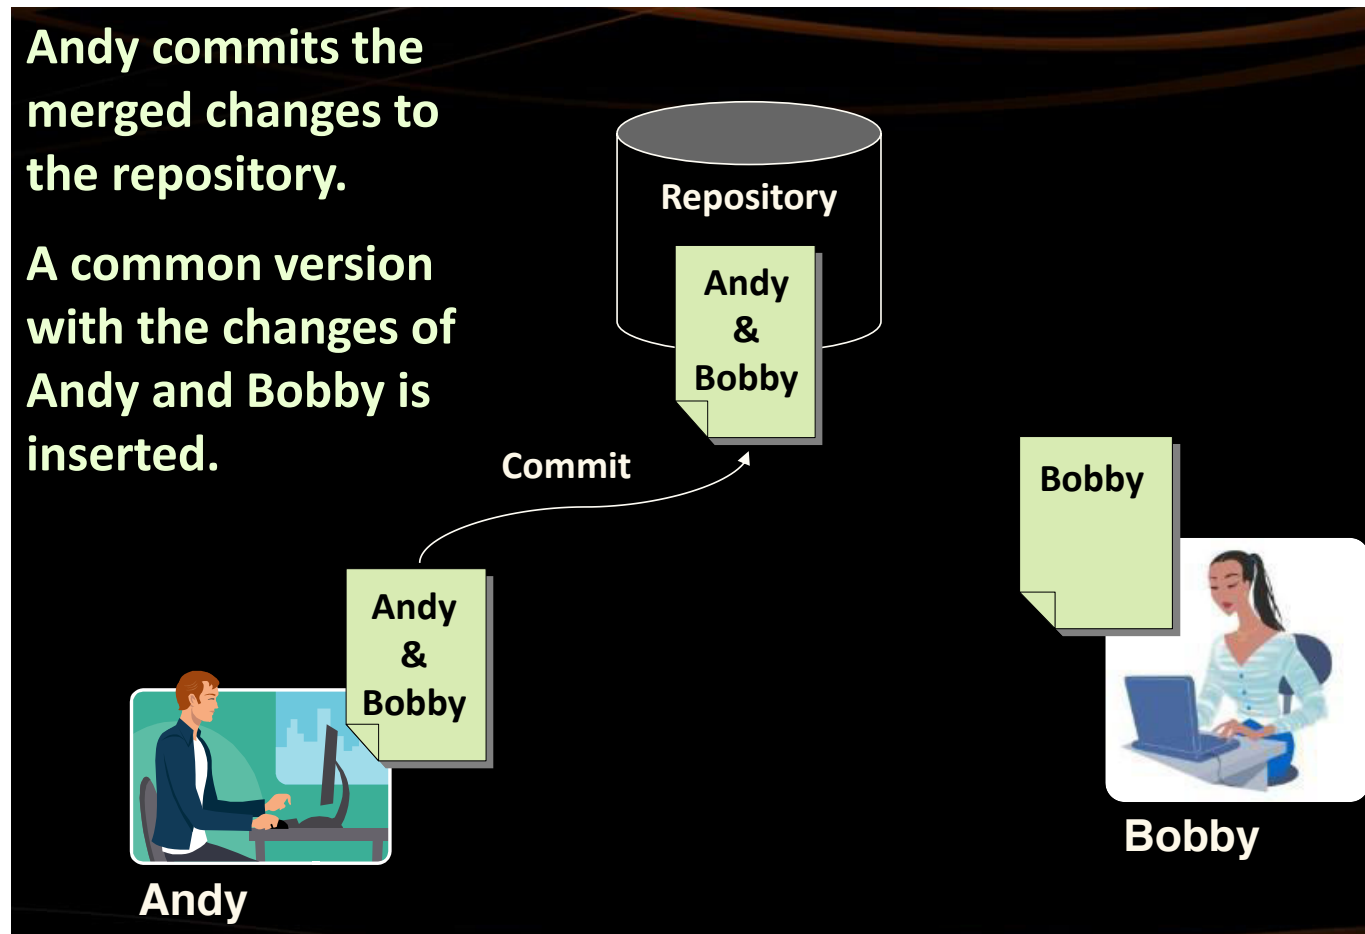 Andy commits the
merged changes to
the repository.
A common version
with the changes of
Andy and Bobby is
inserted.
Repository
Andy
&
Bobby
Commit
Bobby
Andy
&
Bobby
Bobby
Andy